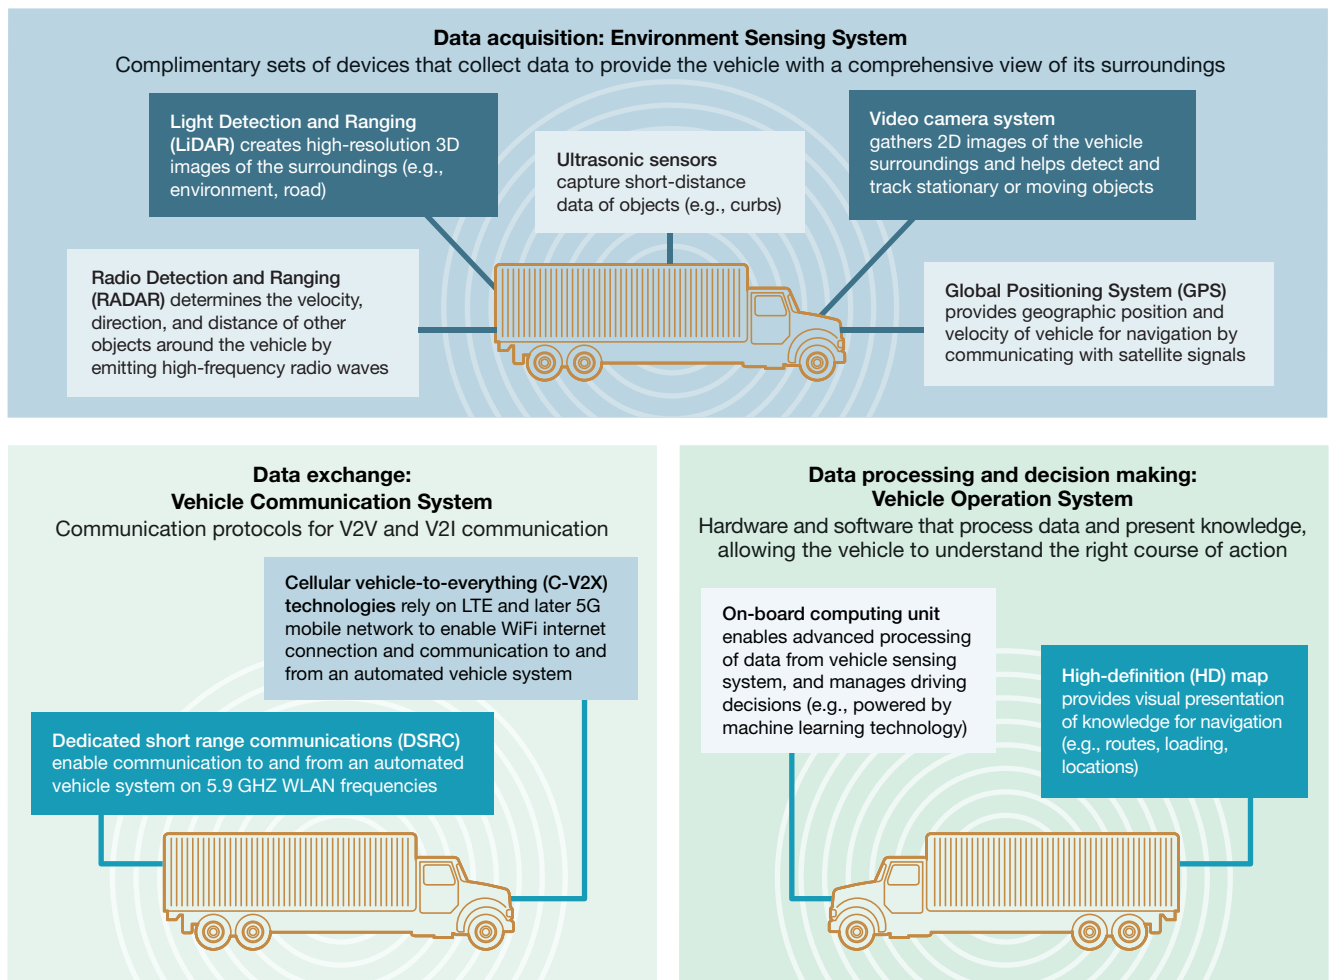 Data acquisition: Environment Sensing System
Complimentary sets of devices that collect data to provide the vehicle with a comprehensive view of its surroundings
Light Detection and Ranging
(LiDAR) creates high-resolution 3D
images of the surroundings (e.g.,
environment, road)
Ultrasonic sensors
capture short-distance
data of objects (e.g., curbs)
Video camera system
gathers 2D images of the vehicle
surroundings and helps detect and
track stationary or moving objects
Radio Detection and Ranging
(RADAR) determines the velocity,
direction, and distance of other
objects around the vehicle by
emitting high-frequency radio waves
Global Positioning System (GPS)
provides geographic position and
velocity of vehicle for navigation by
communicating with satellite signals
Data exchange:
Vehicle Communication System
Communication protocols for V2V and V2I communication
Cellular vehicle-to-everything (C-V2X)
technologies rely on LTE and later 5G
mobile network to enable WiFi internet
connection and communication to and
from an automated vehicle system
Dedicated short range communications (DSRC)
enable communication to and from an automated
vehicle system on 5.9 GHZ WLAN frequencies
Data processing and decision making:
Vehicle Operation System
Hardware and software that process data and present knowledge,
allowing the vehicle to understand the right course of action
On-board computing unit
enables advanced processing
of data from vehicle sensing
system, and manages driving
decisions (e.g., powered by
machine learning technology)
High-definition (HD) map
provides visual presentation
of knowledge for navigation
(e.g., routes, loading,
locations)